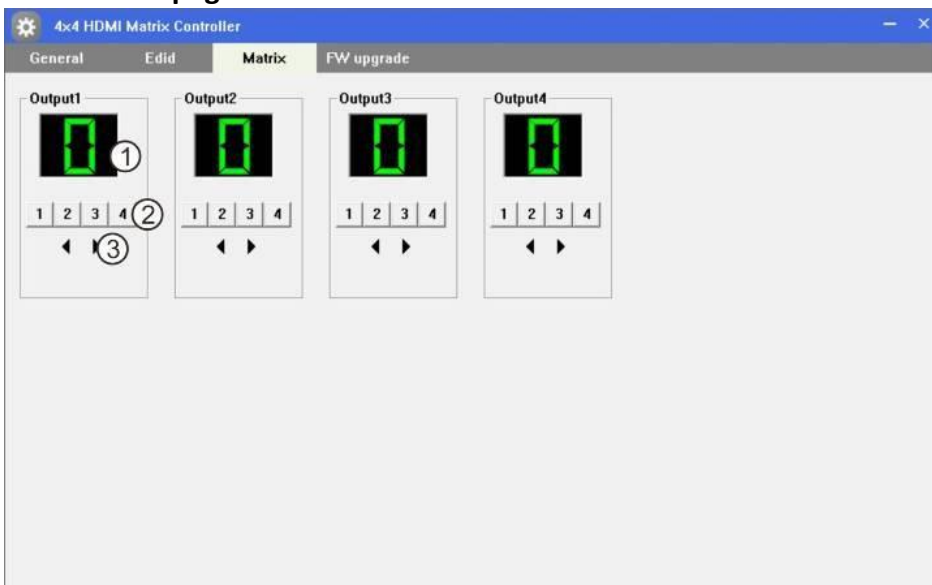 4x4 HDMI Matrix Controller
General Edid Matrix FW upgrade
Output1 Output2 Output3 Output4
0 ① 0 0 0
1 2 3 4 ② 1 2 3 4 1 2 3 4 1 2 3 4
③